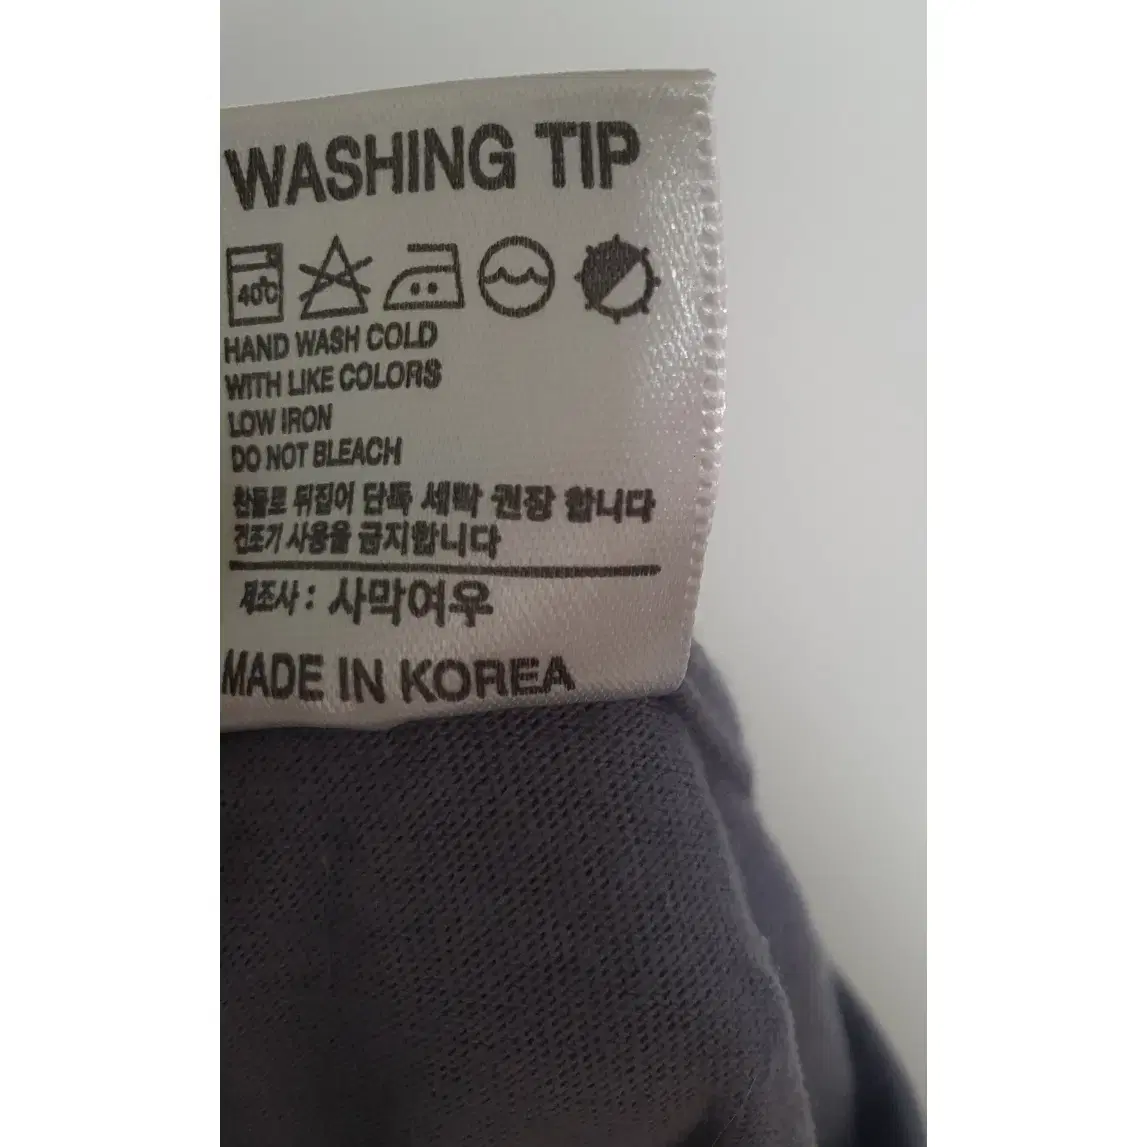 WASHING TIP
40℃
HAND WASH COLD
WITH LIKE COLORS
LOW IRON
DO NOT BLEACH
찬물로 뒤집어 단독 세탁 권장 합니다
건조기 사용을 금지합니다
제조사 : 사막여우
MADE IN KOREA